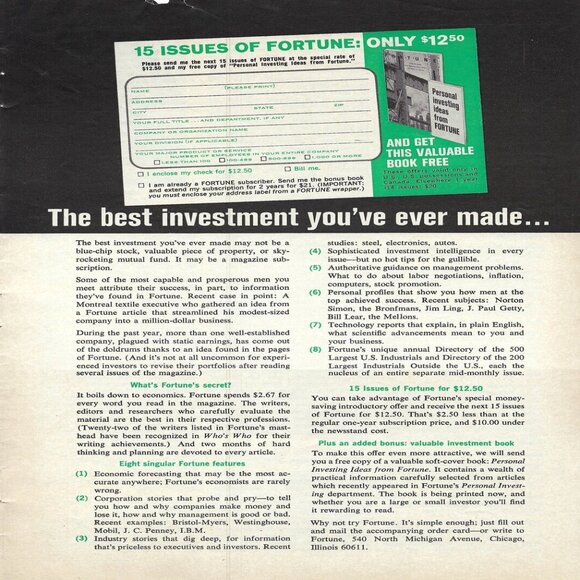 15 ISSUES OF FORTUNE: ONLY $12.50
Please send me the next 15 issues of FORTUNE at the special rate of
$12.50 and my free copy of "Personal Investing Ideas from Fortune."
NAME (PLEASE PRINT)
ADDRESS
CITY STATE ZIP
YOUR FULL TITLE . . . AND DEPARTMENT, IF ANY
COMPANY OR ORGANIZATION NAME
YOUR DIVISION (IF APPLICABLE)
YOUR MAJOR PRODUCT OR SERVICE
NUMBER OF EMPLOYEES IN YOUR ENTIRE COMPANY
LESS THAN 100 100-499 500-999 1,000 OR MORE
I enclose my check for $12.50 Bill me.
I am already a FORTUNE subscriber. Send me the bonus book
and extend my subscription for 2 years for $21. (IMPORTANT:
you must enclose your address label from a FORTUNE wrapper.)
Personal
investing
ideas
from
FORTUNE
AND GET
THIS VALUABLE
BOOK FREE
These offers valid only in
U.S., U.S. possessions and
Canada. Elsewhere 1 year
(14 issues) $20.
The best investment you've ever made...
The best investment you've ever made may not be a
blue-chip stock, valuable piece of property, or sky-
rocketing mutual fund. It may be a magazine sub-
scription.
Some of the most capable and prosperous men you
meet attribute their success, in part, to information
they've found in Fortune. Recent case in point: A
Montreal textile executive who gathered an idea from
a Fortune article that streamlined his modest-sized
company into a million-dollar business.
During the past year, more than one well-established
company, plagued with static earnings, has come out
of the doldrums thanks to an idea found in the pages
of Fortune. (And it's not at all uncommon for experi-
enced investors to revise their portfolios after reading
several issues of the magazine.)
What's Fortune's secret?
It boils down to economics. Fortune spends $2.67 for
every word you read in the magazine. The writers,
editors and researchers who carefully evaluate the
material are the best in their respective professions.
(Twenty-two of the writers listed in Fortune's mast-
head have been recognized in Who's Who for their
writing achievements.) And two months of hard
thinking and planning are devoted to every article.
Eight singular Fortune features
(1) Economic forecasting that may be the most ac-
curate anywhere; Fortune's economists are rarely
wrong.
(2) Corporation stories that probe and pry—to tell
you how and why companies make money and
lose it, how and why management is good or bad.
Recent examples: Bristol-Myers, Westinghouse,
Mobil, J. C. Penney, I.B.M.
(3) Industry stories that dig deep, for information
that's priceless to executives and investors. Recent
studies: steel, electronics, autos.
(4) Sophisticated investment intelligence in every
issue—but no hot tips for the gullible.
(5) Authoritative guidance on management problems.
What to do about labor negotiations, inflation,
computers, stock promotion.
(6) Personal profiles that show you how men at the
top achieved success. Recent subjects: Norton
Simon, the Bronfmans, Jim Ling, J. Paul Getty,
Bill Lear, the Mellons.
(7) Technology reports that explain, in plain English,
what scientific advancements mean to you and
your business.
(8) Fortune's unique annual Directory of the 500
Largest U.S. Industrials and Directory of the 200
Largest Industrials Outside the U.S., each the
nucleus of an entire separate mid-monthly issue.
15 Issues of Fortune for $12.50
You can take advantage of Fortune's special money-
saving introductory offer and receive the next 15 issues
of Fortune for $12.50. That's $2.50 less than at the
regular one-year subscription price, and $10.00 under
the newsstand cost.
Plus an added bonus: valuable investment book
To make this offer even more attractive, we will send
you a free copy of a valuable soft-cover book: Personal
Investing Ideas from Fortune. It contains a wealth of
practical information carefully selected from articles
which recently appeared in Fortune's Personal Invest-
ing department. The book is being printed now, and
whether you are a large or small investor you'll find
it rewarding to read.
Why not try Fortune. It's simple enough; just fill out
and mail the accompanying order card—or write to
Fortune, 540 North Michigan Avenue, Chicago,
Illinois 60611.